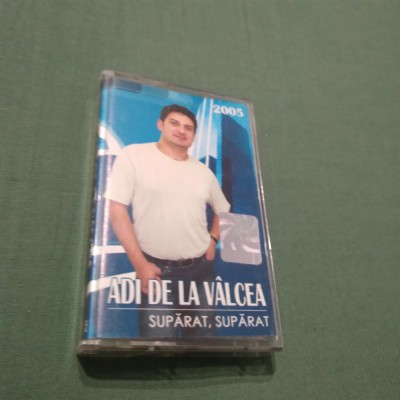 2005
ADI DE LA VÂLCEA
SUPĂRAT, SUPĂRAT